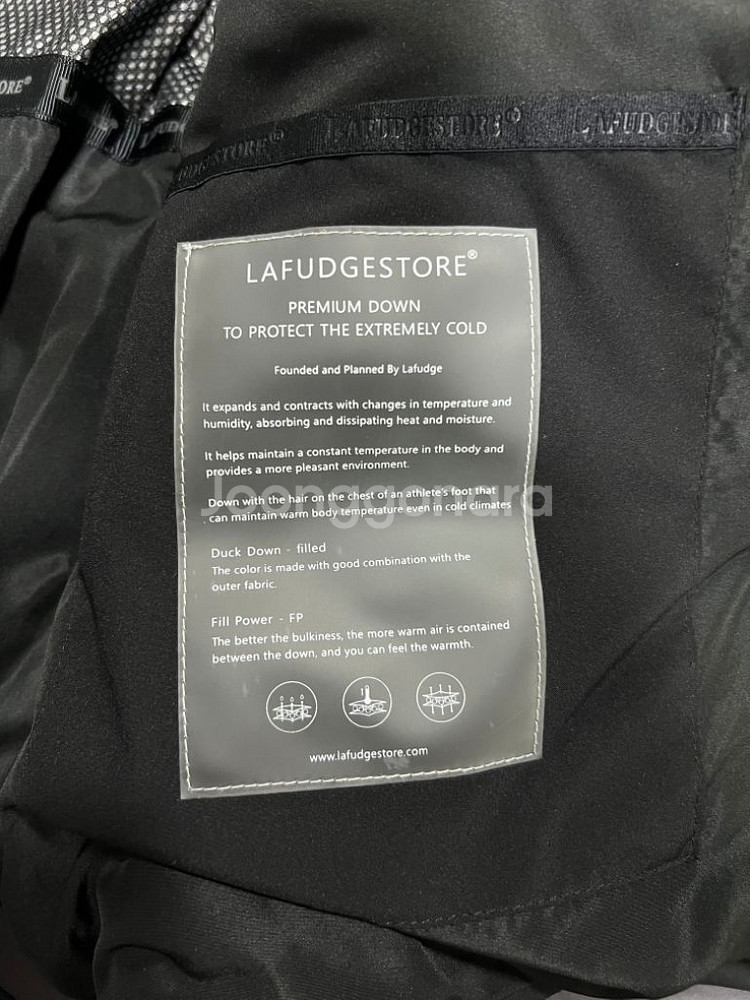 ORE®
LAFUDGE
DGESTORE®
LAFUDGESTORE®
LAFUDGESTOR
LAFUDGESTORE®
PREMIUM DOWN
TO PROTECT THE EXTREMELY COLD
Founded and Planned By Lafudge
It expands and contracts with changes in temperature and
humidity, absorbing and dissipating heat and moisture.
It helps maintain a constant temperature in the body and
provides a more pleasant environment.
Down with the hair on the chest of an athlete's foot that
. can maintain warm body temperature even in cold climates
Joonggonara
Duck Down - filled
The color is made with good combination with the
outer fabric.
Fill Power - FP
The better the bulkiness, the more warm air is contained
between the down, and you can feel the warmth.
www.lafudgestore.com